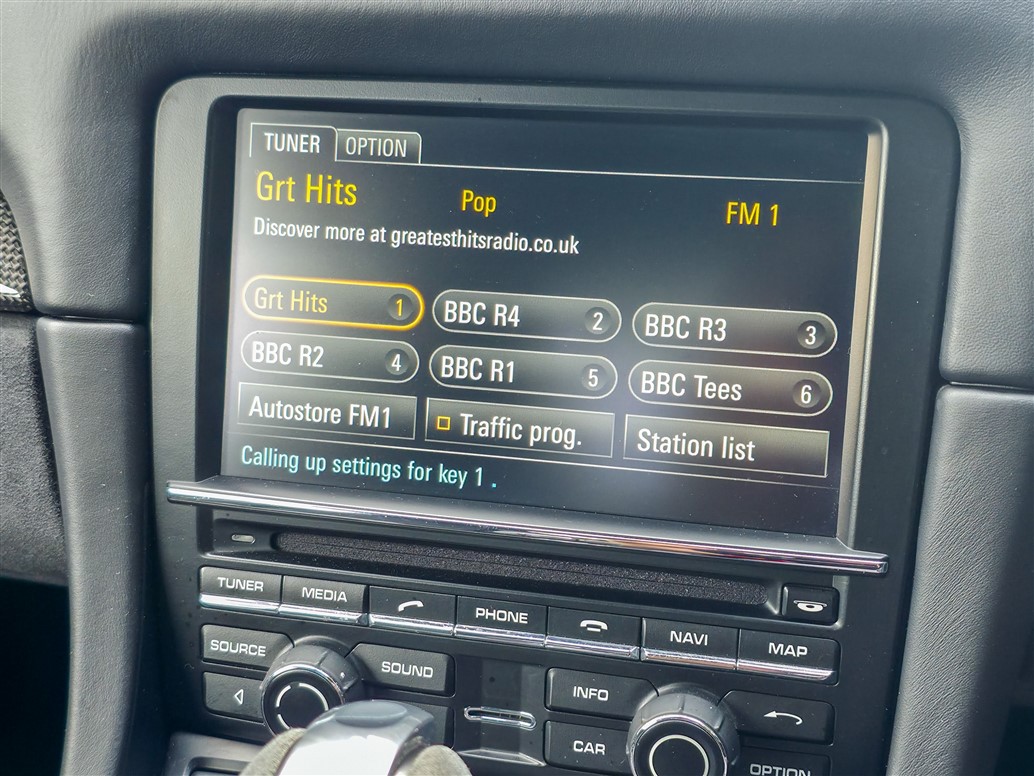 TUNER OPTION
Grt Hits Pop FM 1
Discover more at greatesthitsradio.co.uk
Grt Hits 1 BBC R4 2 BBC R3 3
BBC R2 4 BBC R1 5 BBC Tees 6
Autostore FM1 Traffic prog. Station list
Calling up settings for key 1 .
TUNER MEDIA PHONE NAVI MAP
SOURCE SOUND INFO
CAR OPTION